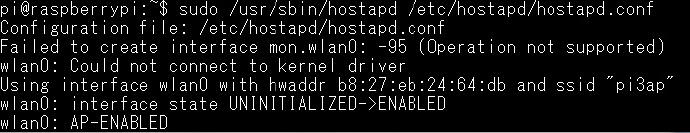 pi@raspberrypi:~$ sudo /usr/sbin/hostapd /etc/hostapd/hostapd.conf
Configuration file: /etc/hostapd/hostapd.conf
Failed to create interface mon.wlan0: -95 (Operation not supported)
wlan0: Could not connect to kernel driver
Using interface wlan0 with hwaddr b8:27:eb:24:64:db and ssid "pi3ap"
wlan0: interface state UNINITIALIZED->ENABLED
wlan0: AP-ENABLED